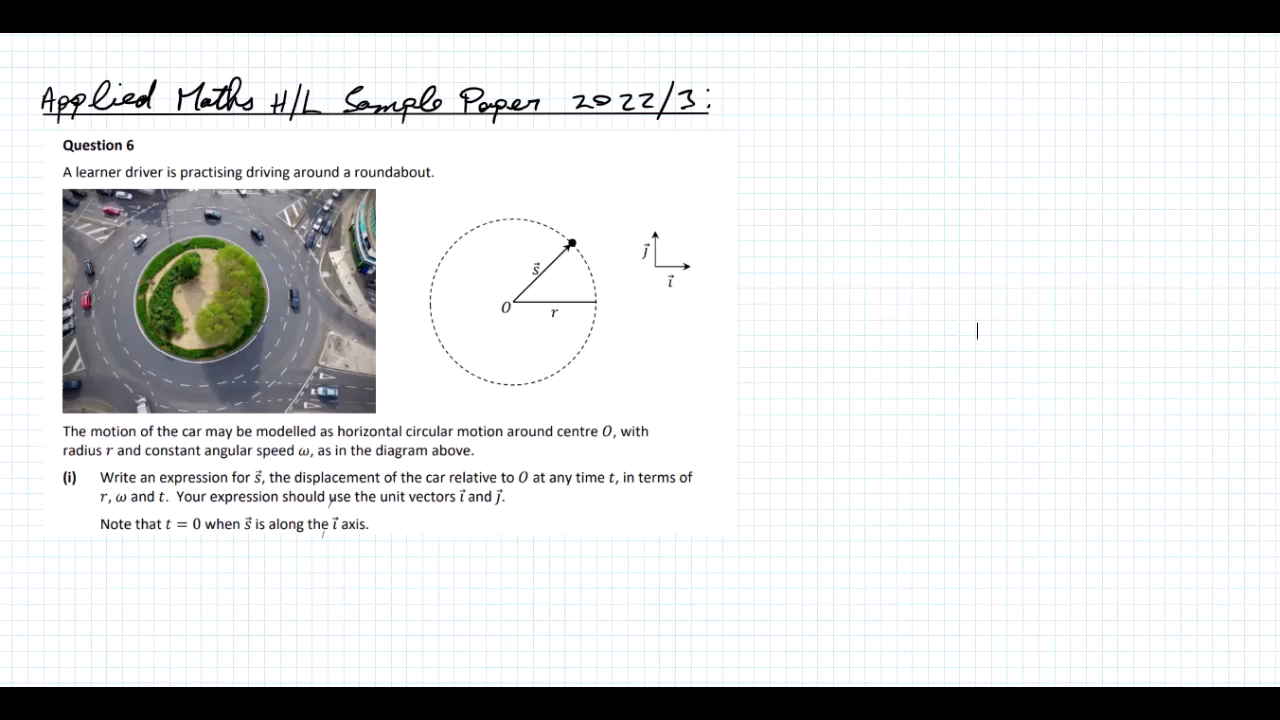 Applied Maths H/L Sample Paper 2022/3:
Question 6
A learner driver is practising driving around a roundabout.
s⃗
O
r
j⃗
i⃗
The motion of the car may be modelled as horizontal circular motion around centre O, with
radius r and constant angular speed ω, as in the diagram above.
(i) Write an expression for s⃗, the displacement of the car relative to O at any time t, in terms of
r, ω and t. Your expression should use the unit vectors i⃗ and j⃗.
Note that t = 0 when s⃗ is along the i⃗ axis.